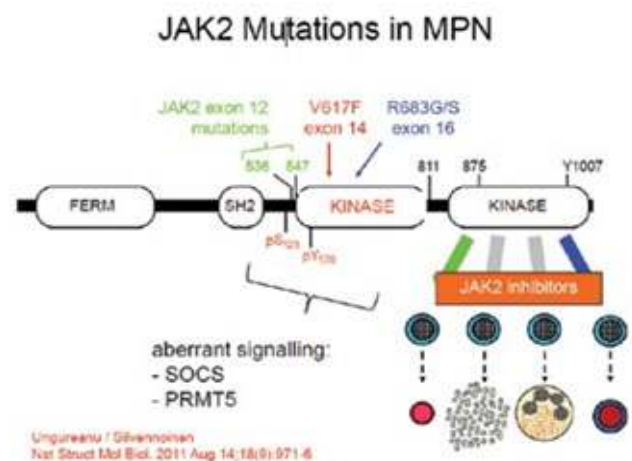 JAK2 Mutations in MPN
JAK2 exon 12
mutations
V617F
exon 14
R683G/S
exon 16
536
547
811
875
Y1007
FERM
SH2
KINASE
KINASE
JAK2 inhibitors
aberrant signalling:
- SOCS
- PRMT5
Ungureanu / Silvennoinen
Nat Struct Mol Biol. 2011 Aug 14;18(9):971-6